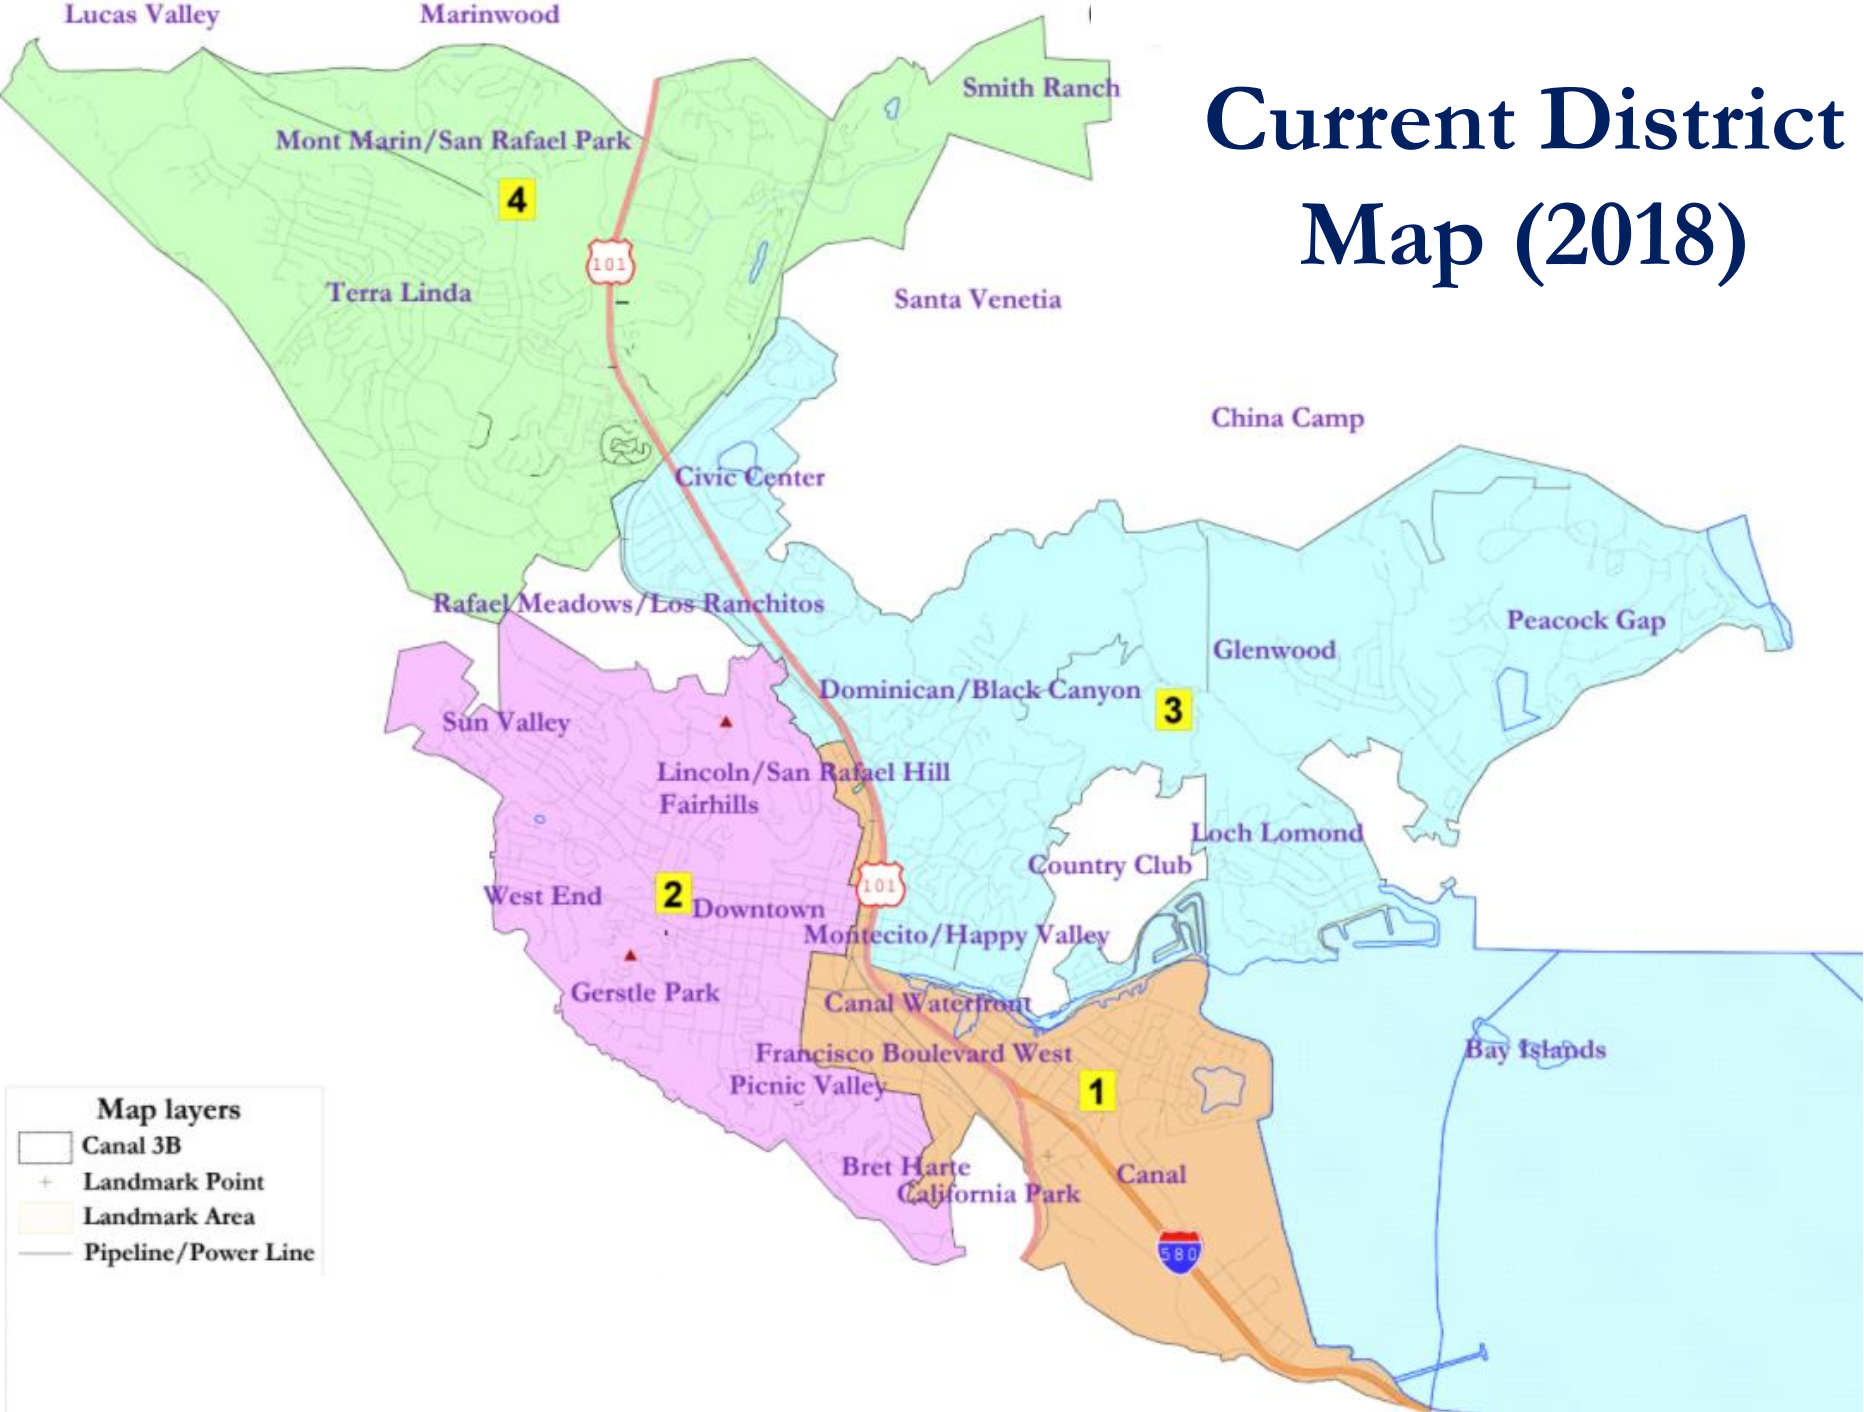 Lucas Valley
Marinwood
Smith Ranch
Current District
Map (2018)
Mont Marin/San Rafael Park
4
101
Terra Linda
Santa Venetia
China Camp
Civic Center
Rafael Meadows/Los Ranchitos
Peacock Gap
Glenwood
Dominican/Black Canyon
3
Sun Valley
Lincoln/San Rafael Hill
Fairhills
Loch Lomond
Country Club
101
West End
2
Downtown
Montecito/Happy Valley
Gerstle Park
Canal Waterfront
Francisco Boulevard West
Bay Islands
Picnic Valley
1
Bret Harte
California Park
Canal
580
Map layers
Canal 3B
Landmark Point
Landmark Area
Pipeline/Power Line